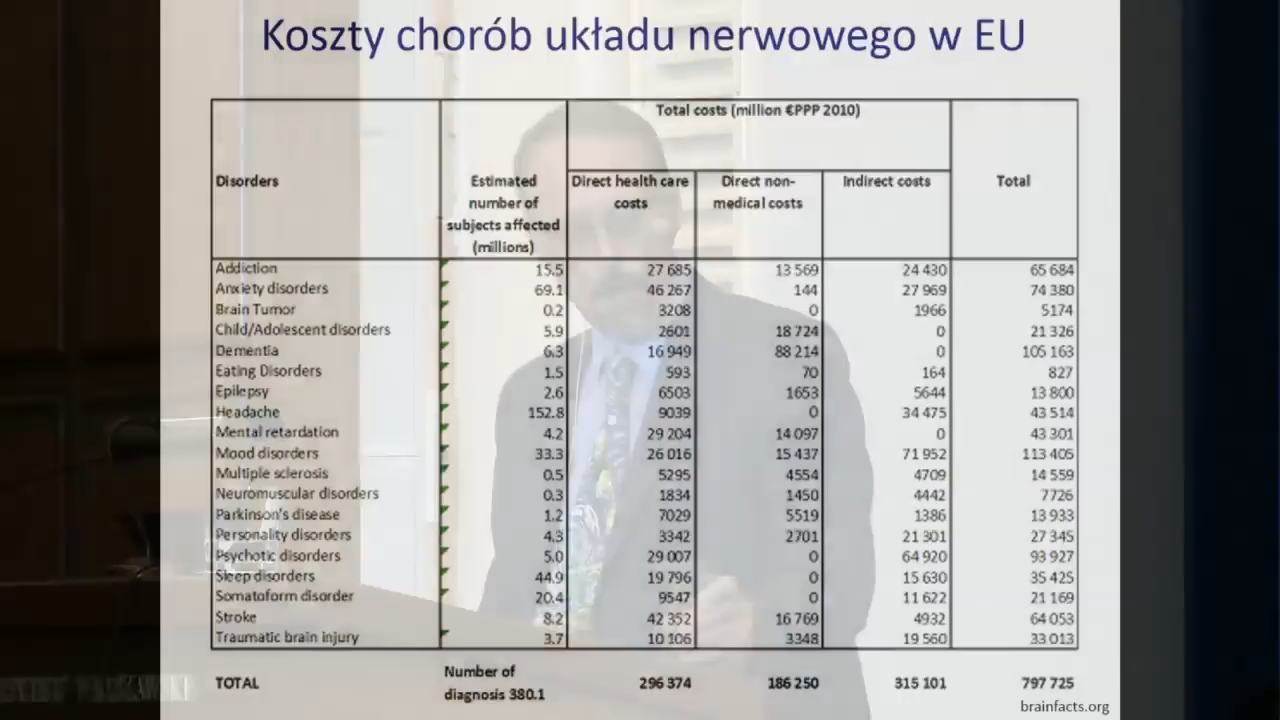 Koszty chorób układu nerwowego w EU
Total costs (million €PPP 2010)
Disorders
Estimated number of subjects affected (millions)
Direct health care costs
Direct non-medical costs
Indirect costs
Total
Addiction 15.5 27 685 13 569 24 430 65 684
Anxiety disorders 69.1 46 267 144 27 969 74 380
Brain Tumor 0.2 3208 0 1966 5174
Child/Adolescent disorders 5.9 2601 18 724 0 21 326
Dementia 6.3 16 949 88 214 0 105 163
Eating Disorders 1.5 593 70 164 827
Epilepsy 2.6 6503 1653 5644 13 800
Headache 152.8 9039 0 34 475 43 514
Mental retardation 4.2 29 204 14 097 0 43 301
Mood disorders 33.3 26 016 15 437 71 952 113 405
Multiple sclerosis 0.5 5295 4554 4709 14 559
Neuromuscular disorders 0.3 1834 1450 4442 7726
Parkinson's disease 1.2 7029 5519 1386 13 933
Personality disorders 4.3 3342 2701 21 301 27 345
Psychotic disorders 5.0 29 007 0 64 920 93 927
Sleep disorders 44.9 19 796 0 15 630 35 425
Somatoform disorder 20.4 9547 0 11 622 21 169
Stroke 8.2 42 352 16 769 4932 64 053
Traumatic brain injury 3.7 10 106 3348 19 560 33 013
TOTAL Number of diagnosis 380.1 296 374 186 250 315 101 797 725
brainfacts.org